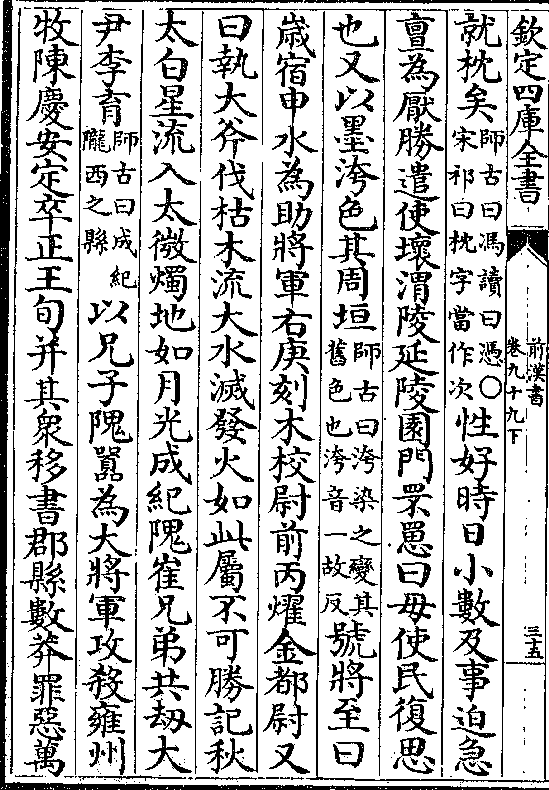 欽定四庫全書
前漢書
卷九十九下
三十五
就枕矣師古曰馮讀曰憑○
宋祁曰枕字當作次性好時日小數及事迫急
亶為厭勝遣使壞渭陵延陵園門罘罳曰毋使民復思
也又以墨洿色其周垣師古曰洿染之變其
舊色也洿音一故反號將至曰
歳宿申水為助將軍右庚刻木校尉前丙燿金都尉又
曰執大斧伐枯木流大水滅發火如此屬不可勝記秋
太白星流入太微燭地如月光成紀隗崔兄弟共劫大
尹李育師古曰成紀
隴西之縣以兄子隗囂為大將軍攻殺雍州
牧陳慶安定卒正王旬并其衆移書郡縣數莽罪惡萬